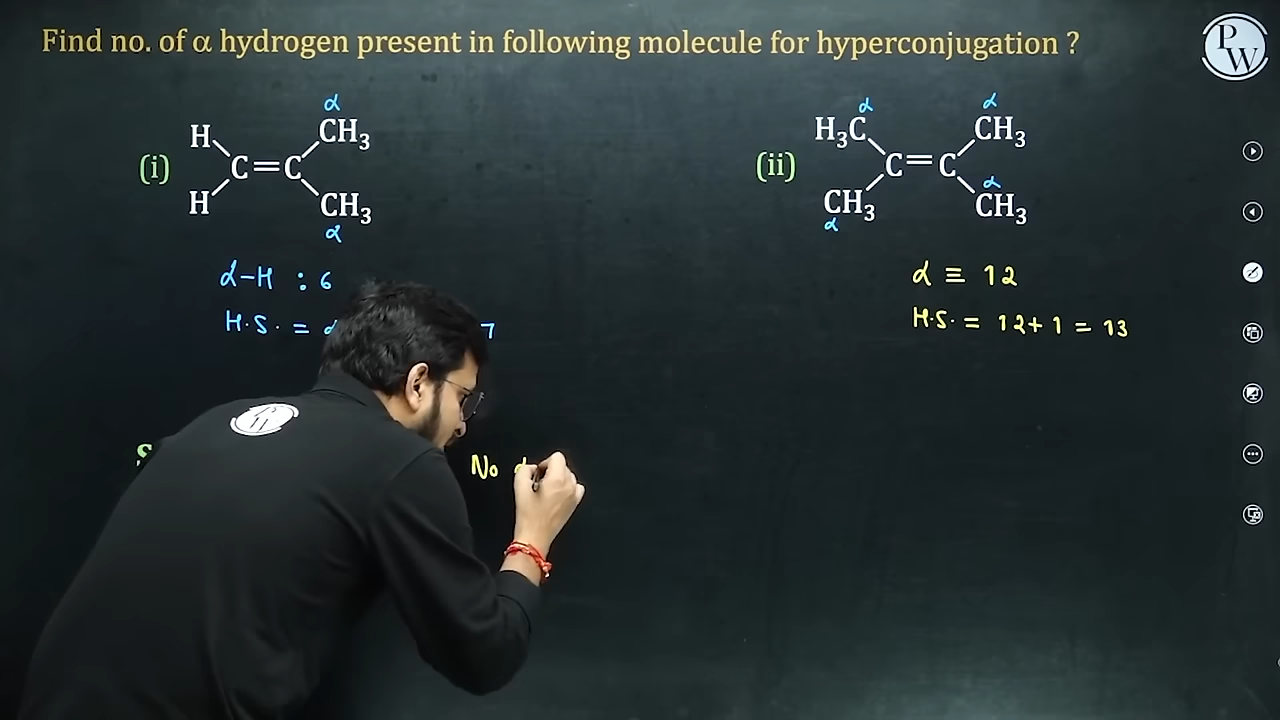 Find no. of α hydrogen present in following molecule for hyperconjugation ?
PW
(i) H H C=C CH₃ CH₃ α α
(ii) H₃C CH₃ C=C CH₃ CH₃ α α α α
α-H : 6
H.S. = 7
α ≡ 12
H.S. = 12+1 = 13
No